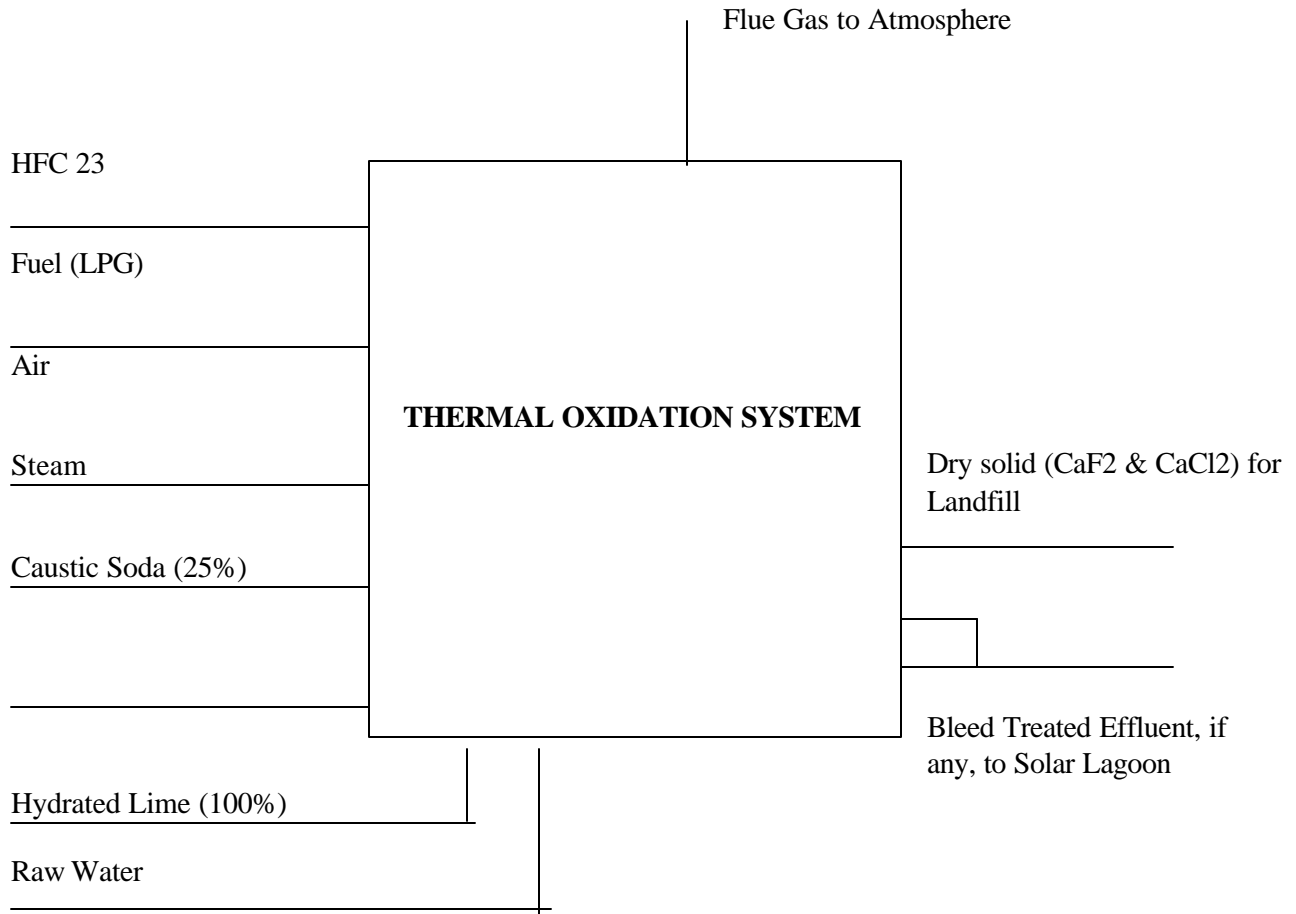 Flue Gas to Atmosphere
HFC 23
Fuel (LPG)
Air
THERMAL OXIDATION SYSTEM
Steam
Dry solid (CaF2 & CaCl2) for
Landfill
Caustic Soda (25%)
Bleed Treated Effluent, if
any, to Solar Lagoon
Hydrated Lime (100%)
Raw Water